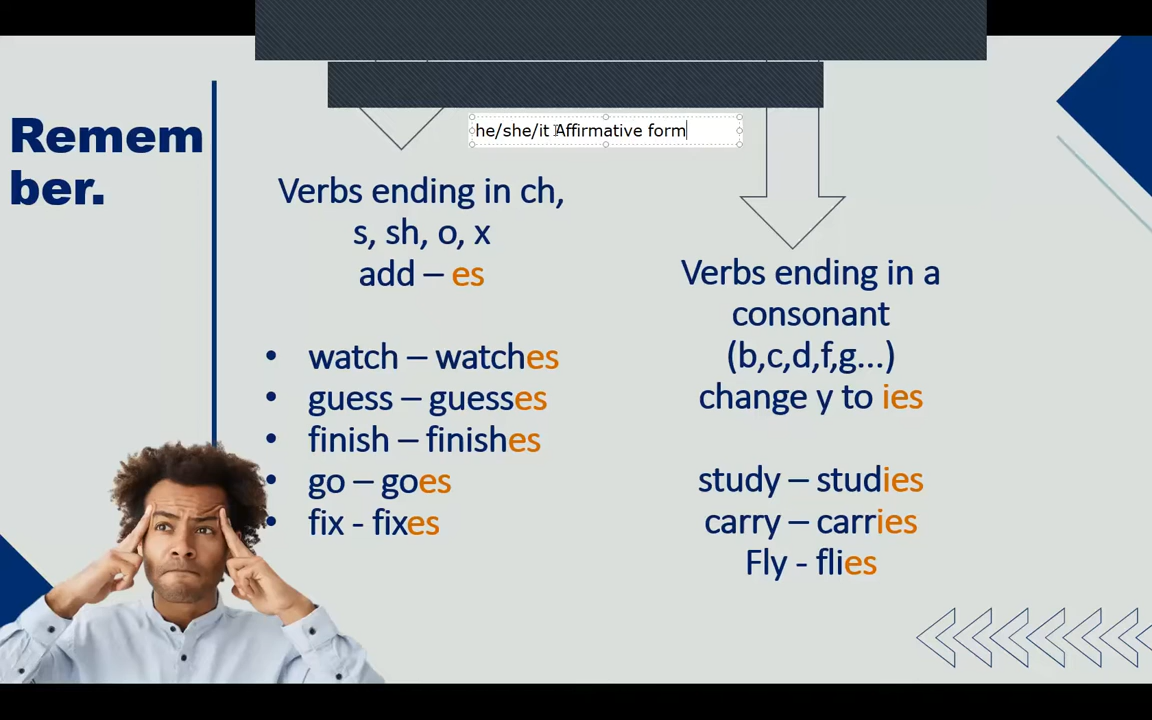 Remem
ber.
he/she/it Affirmative form
Verbs ending in ch,
s, sh, o, x
add – es
• watch – watches
• guess – guesses
• finish – finishes
• go – goes
• fix - fixes
Verbs ending in a
consonant
(b,c,d,f,g...)
change y to ies
study – studies
carry – carries
Fly - flies